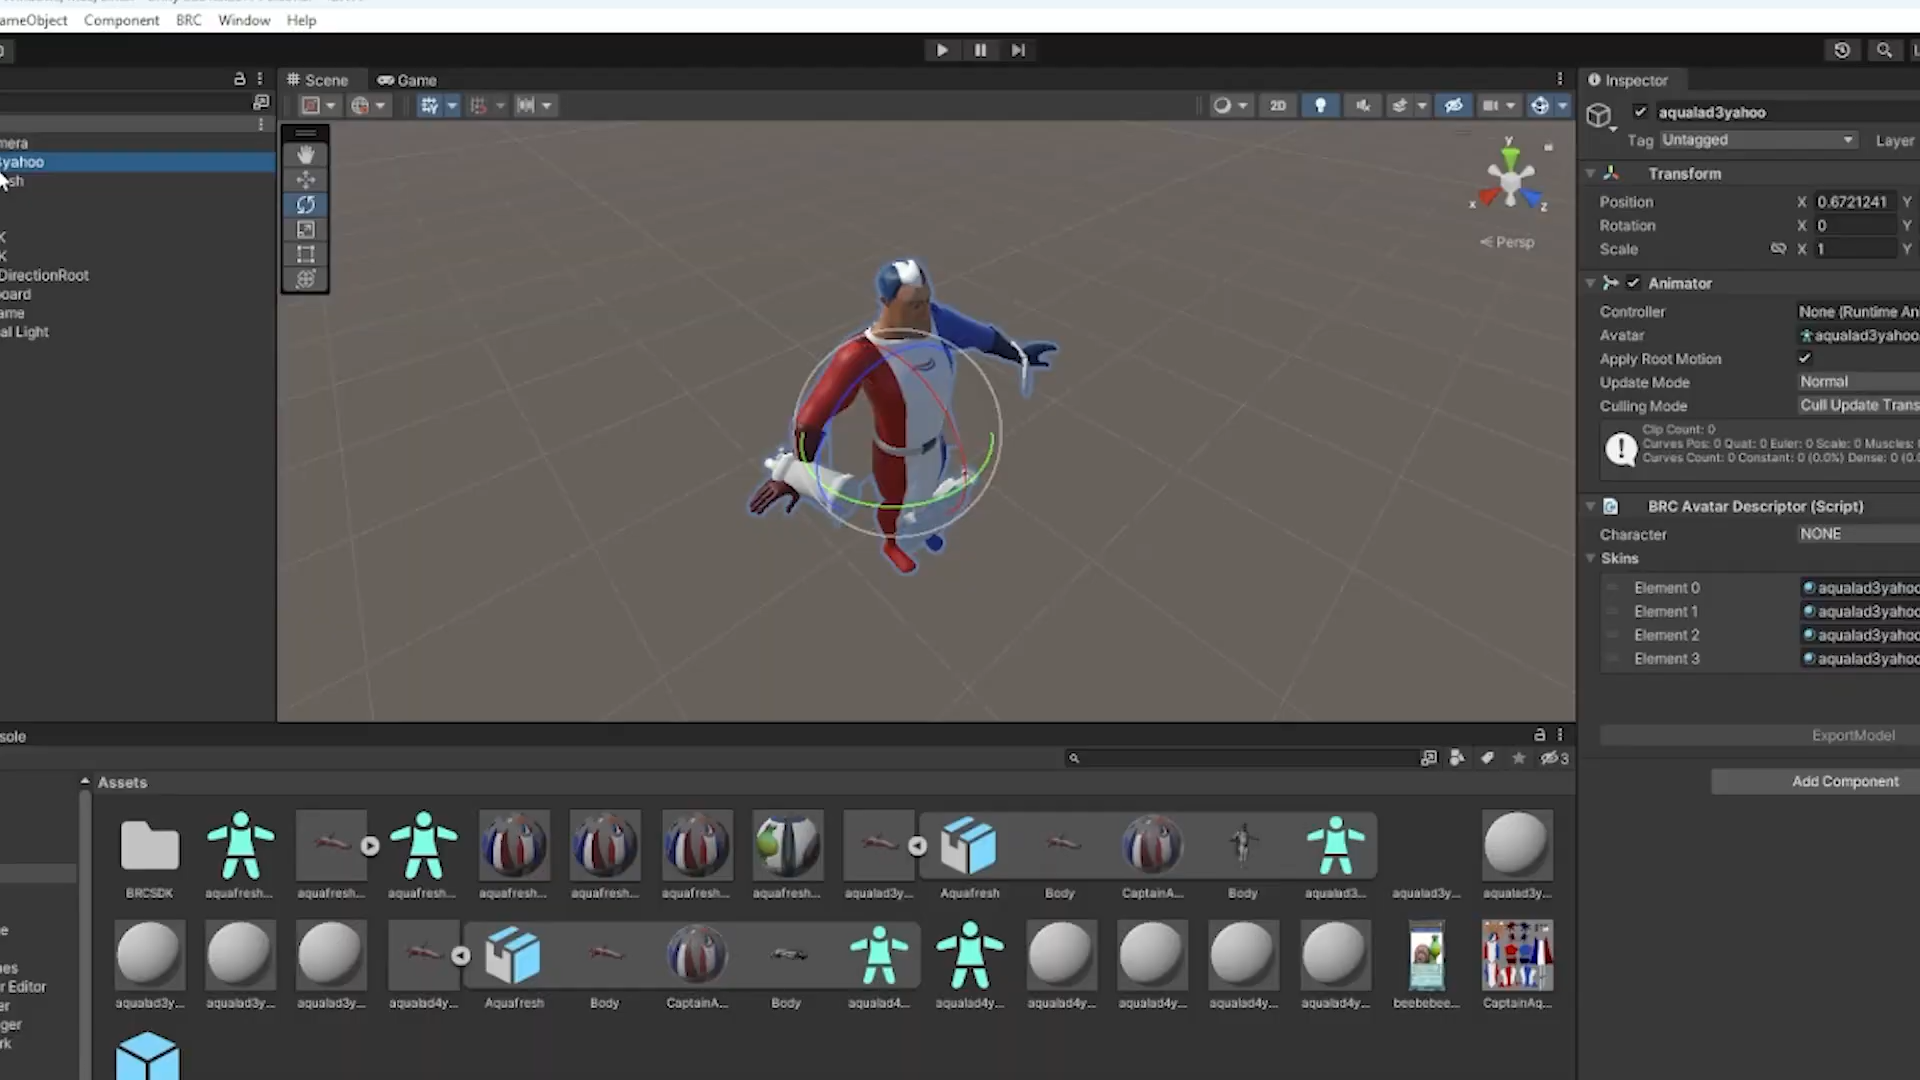 ameObject Component BRC Window Help
Scene Game
Inspector
2D
mera
3yahoo
sh
K
K
DirectionRoot
oard
ame
al Light
y
x
z
Persp
aqualad3yahoo
Tag Untagged Layer
Transform
Position X 0.6721241 Y
Rotation X 0 Y
Scale X 1 Y
Animator
Controller None (Runtime An
Avatar aqualad3yahoo
Apply Root Motion
Update Mode Normal
Culling Mode Cull Update Trans
Clip Count: 0
Curves Pos: 0 Quat: 0 Euler: 0 Scale: 0 Muscles:
Curves Count: 0 Constant: 0 (0.0%) Dense: 0 (0.
BRC Avatar Descriptor (Script)
Character NONE
Skins
Element 0 aqualad3yahoo
Element 1 aqualad3yahoo
Element 2 aqualad3yahoo
Element 3 aqualad3yahoo
ExportModel
Add Component
sole
3
Assets
BRCSDK aquafresh... aquafresh... aquafresh... aquafresh... aquafresh... aquafresh... aquafresh... aqualad3y... Aquafresh Body CaptainA... Body aqualad3... aqualad3y... aqualad3y...
aqualad3y... aqualad3y... aqualad3y... aqualad4y... Aquafresh Body CaptainA... Body aqualad4... aqualad4y... aqualad4y... aqualad4y... aqualad4y... aqualad4y... beebebee... CaptainAq...
e
es
r Editor
er
ger
rk